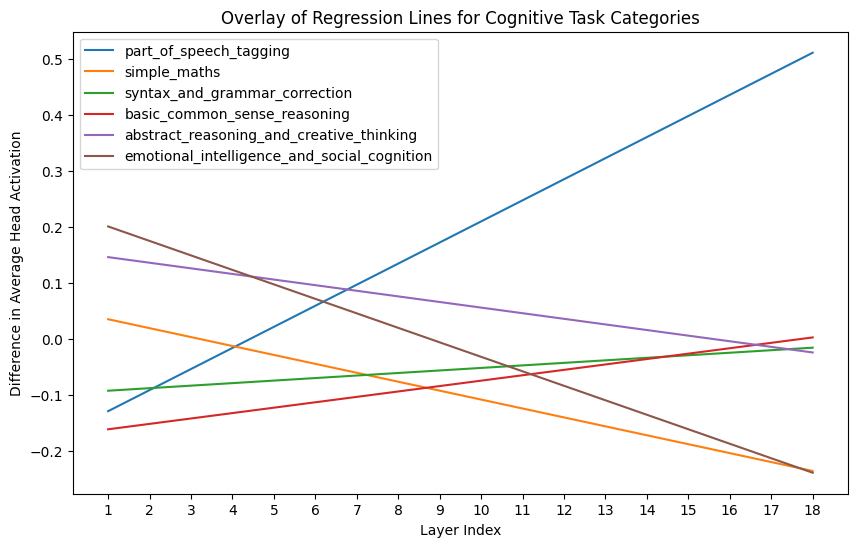 Overlay of Regression Lines for Cognitive Task Categories
part_of_speech_tagging
simple_maths
syntax_and_grammar_correction
basic_common_sense_reasoning
abstract_reasoning_and_creative_thinking
emotional_intelligence_and_social_cognition
Difference in Average Head Activation
0.5
0.4
0.3
0.2
0.1
0.0
−0.1
−0.2
1 2 3 4 5 6 7 8 9 10 11 12 13 14 15 16 17 18
Layer Index